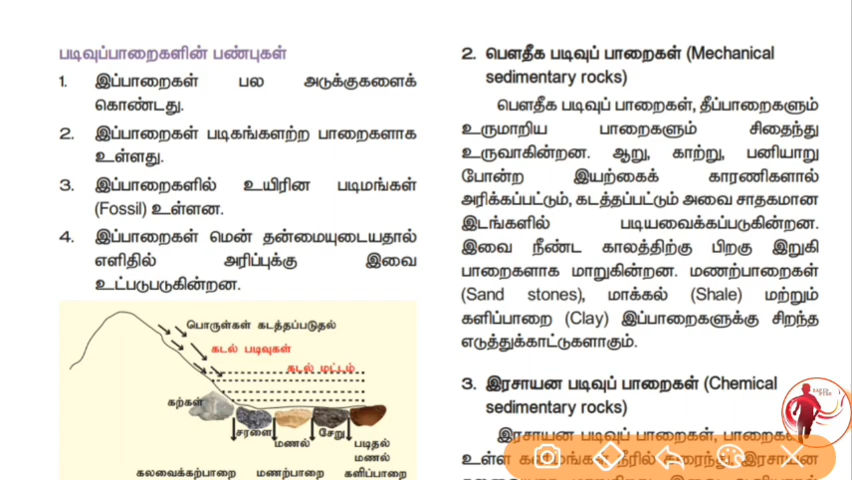 படிவுப்பாறைகளின் பண்புகள்
1. இப்பாறைகள் பல அடுக்குகளைக்
கொண்டது.
2. இப்பாறைகள் படிகங்களற்ற பாறைகளாக
உள்ளது.
3. இப்பாறைகளில் உயிரின படிமங்கள்
(Fossil) உள்ளன.
4. இப்பாறைகள் மென் தன்மையுடையதால்
எளிதில் அரிப்புக்கு இவை
உட்படுபடுகின்றன.
பொருள்கள் கடத்தப்படுதல்
கடல் படிவுகள்
கடல் மட்டம்
கற்கள்
சரளை
சேறு
மணல்
படிதல்
மணல்
கலவைக்கற்பாறை மணற்பாறை களிப்பாறை
2. பௌதீக படிவுப் பாறைகள் (Mechanical
sedimentary rocks)
பௌதீக படிவுப் பாறைகள், தீப்பாறைகளும்
உருமாறிய பாறைகளும் சிதைந்து
உருவாகின்றன. ஆறு, காற்று, பனியாறு
போன்ற இயற்கைக் காரணிகளால்
அரிக்கப்பட்டும், கடத்தப்பட்டும் அவை சாதகமான
இடங்களில் படியவைக்கப்படுகின்றன.
இவை நீண்ட காலத்திற்கு பிறகு இறுகி
பாறைகளாக மாறுகின்றன. மணற்பாறைகள்
(Sand stones), மாக்கல் (Shale) மற்றும்
களிப்பாறை (Clay) இப்பாறைகளுக்கு சிறந்த
எடுத்துக்காட்டுகளாகும்.
3. இரசாயன படிவுப் பாறைகள் (Chemical
sedimentary rocks)
இரசாயன படிவுப் பாறைகள்,
உள்ள கனிமங்கள் நீரில் கரைந்து, இரசாயன